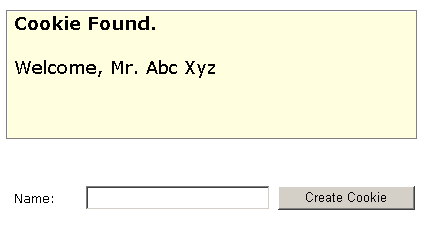 Cookie Found.
Welcome, Mr. Abc Xyz
Name: Create Cookie